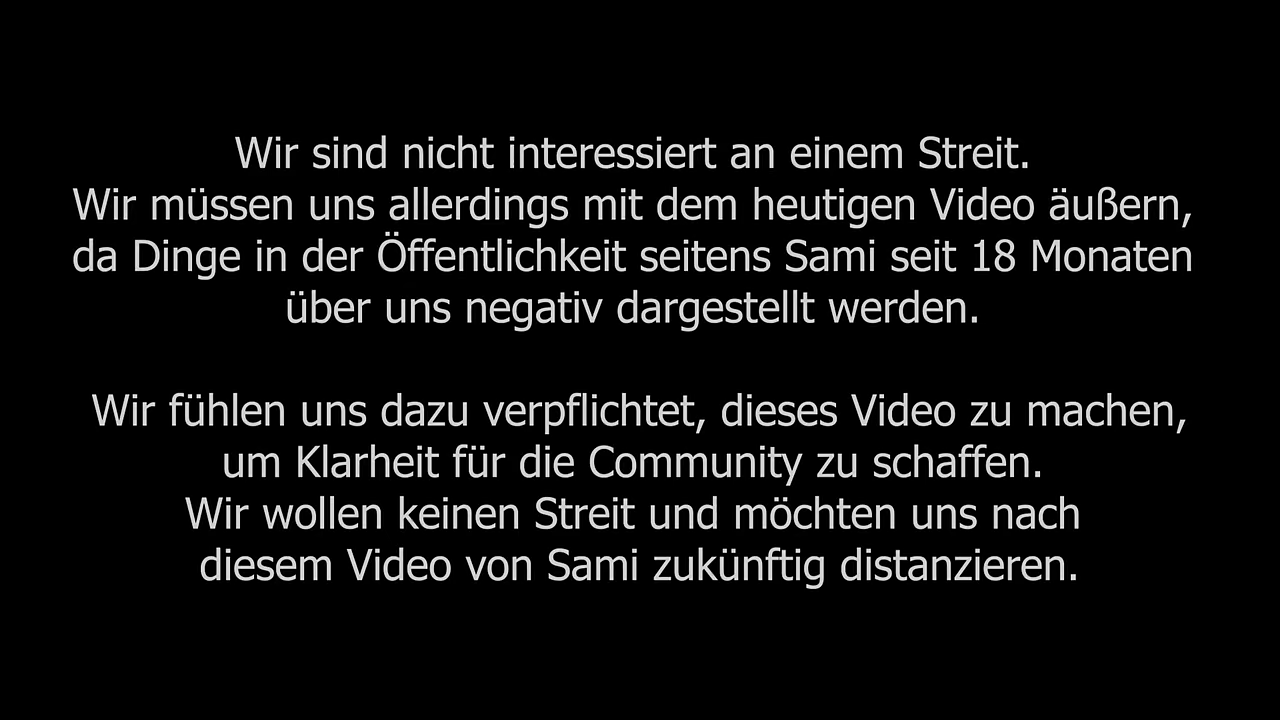 Wir sind nicht interessiert an einem Streit.
Wir müssen uns allerdings mit dem heutigen Video äußern,
da Dinge in der Öffentlichkeit seitens Sami seit 18 Monaten
über uns negativ dargestellt werden.
Wir fühlen uns dazu verpflichtet, dieses Video zu machen,
um Klarheit für die Community zu schaffen.
Wir wollen keinen Streit und möchten uns nach
diesem Video von Sami zukünftig distanzieren.